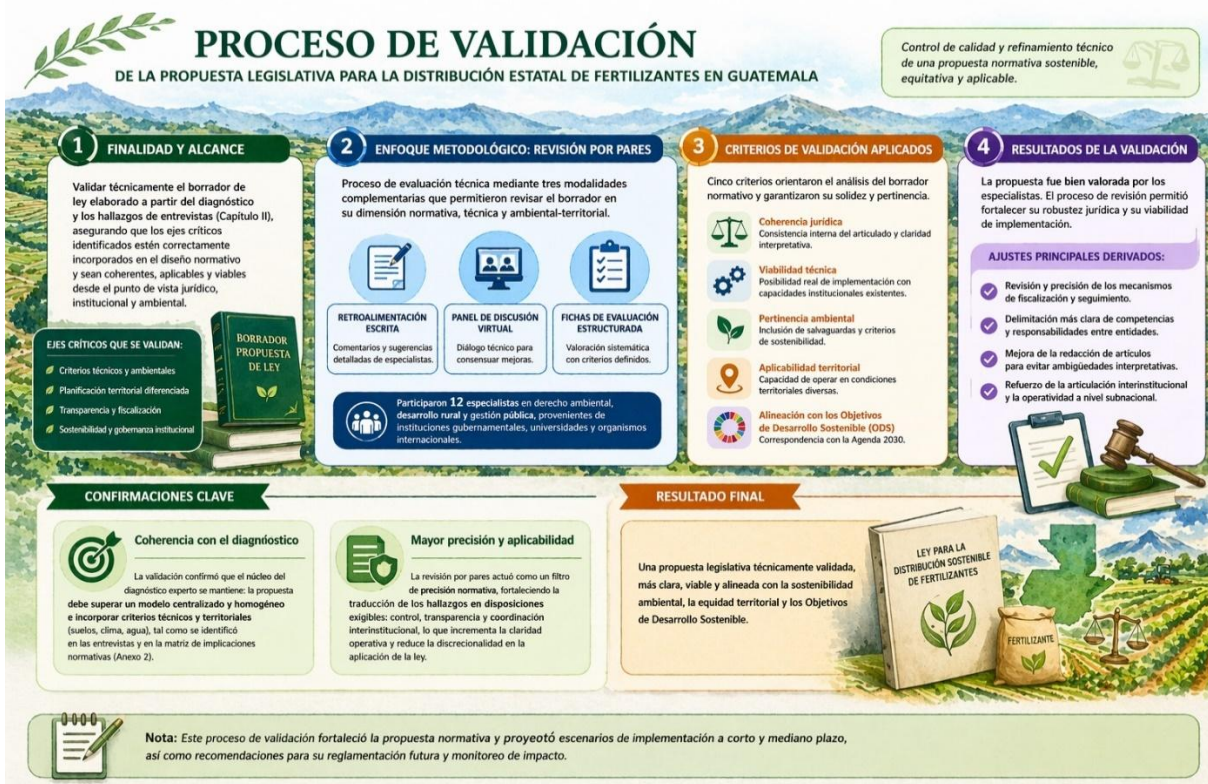 PROCESO DE VALIDACIÓN
DE LA PROPUESTA LEGISLATIVA PARA LA DISTRIBUCIÓN ESTATAL DE FERTILIZANTES EN GUATEMALA
Control de calidad y refinamiento técnico
de una propuesta normativa sostenible,
equitativa y aplicable.
1 FINALIDAD Y ALCANCE
Validar técnicamente el borrador de
ley elaborado a partir del diagnóstico
y los hallazgos de entrevistas (Capítulo II),
asegurando que los ejes críticos
identificados estén correctamente
incorporados en el diseño normativo
y sean coherentes, aplicables y viables
desde el punto de vista jurídico,
institucional y ambiental.
EJES CRÍTICOS QUE SE VALIDAN:
Criterios técnicos y ambientales
Planificación territorial diferenciada
Transparencia y fiscalización
Sostenibilidad y gobernanza institucional
BORRADOR
PROPUESTA
DE LEY
2 ENFOQUE METODOLÓGICO: REVISIÓN POR PARES
Proceso de evaluación técnica mediante tres modalidades
complementarias que permitieron revisar el borrador en
su dimensión normativa, técnica y ambiental-territorial.
RETROALIMENTACIÓN
ESCRITA
Comentarios y sugerencias
detalladas de especialistas.
PANEL DE DISCUSIÓN
VIRTUAL
Diálogo técnico para
consensuar mejoras.
FICHAS DE EVALUACIÓN
ESTRUCTURADA
Valoración sistemática
con criterios definidos.
Participaron 12 especialistas en derecho ambiental,
desarrollo rural y gestión pública, provenientes de
instituciones gubernamentales, universidades y organismos
internacionales.
3 CRITERIOS DE VALIDACIÓN APLICADOS
Cinco criterios orientaron el análisis del borrador
normativo y garantizaron su solidez y pertinencia.
Coherencia jurídica
Consistencia interna del articulado y claridad
interpretativa.
Viabilidad técnica
Posibilidad real de implementación con
capacidades institucionales existentes.
Pertinencia ambiental
Inclusión de salvaguardas y criterios
de sostenibilidad.
Aplicabilidad territorial
Capacidad de operar en condiciones
territoriales diversas.
Alineación con los Objetivos
de Desarrollo Sostenible (ODS)
Correspondencia con la Agenda 2030.
4 RESULTADOS DE LA VALIDACIÓN
La propuesta fue bien valorada por los
especialistas. El proceso de revisión permitió
fortalecer su robustez jurídica y su viabilidad
de implementación.
AJUSTES PRINCIPALES DERIVADOS:
Revisión y precisión de los mecanismos
de fiscalización y seguimiento.
Delimitación más clara de competencias
y responsabilidades entre entidades.
Mejora de la redacción de artículos
para evitar ambigüedades interpretativas.
Refuerzo de la articulación interinstitucional
y la operatividad a nivel subnacional.
CONFIRMACIONES CLAVE
Coherencia con el diagnóstico
La validación confirmó que el núcleo del
diagnóstico experto se mantiene: la propuesta
debe superar un modelo centralizado y homogéneo
e incorporar criterios técnicos y territoriales
(suelos, clima, agua), tal como se identificó
en las entrevistas y en la matriz de implicaciones
normativas (Anexo 2).
Mayor precisión y aplicabilidad
La revisión por pares actuó como un filtro
de precisión normativa, fortaleciendo la
traducción de los hallazgos en disposiciones
exigibles: control, transparencia y coordinación
interinstitucional, lo que incrementa la claridad
operativa y reduce la discrecionalidad en la
aplicación de la ley.
RESULTADO FINAL
Una propuesta legislativa técnicamente validada,
más clara, viable y alineada con la sostenibilidad
ambiental, la equidad territorial y los Objetivos
de Desarrollo Sostenible.
LEY PARA LA
DISTRIBUCIÓN SOSTENIBLE
DE FERTILIZANTES
FERTILIZANTE
Nota: Este proceso de validación fortaleció la propuesta normativa y proyeotó escenarios de implementación a corto y mediano plazo,
así como recomendaciones para su reglamentación futura y monitoreo de impacto.